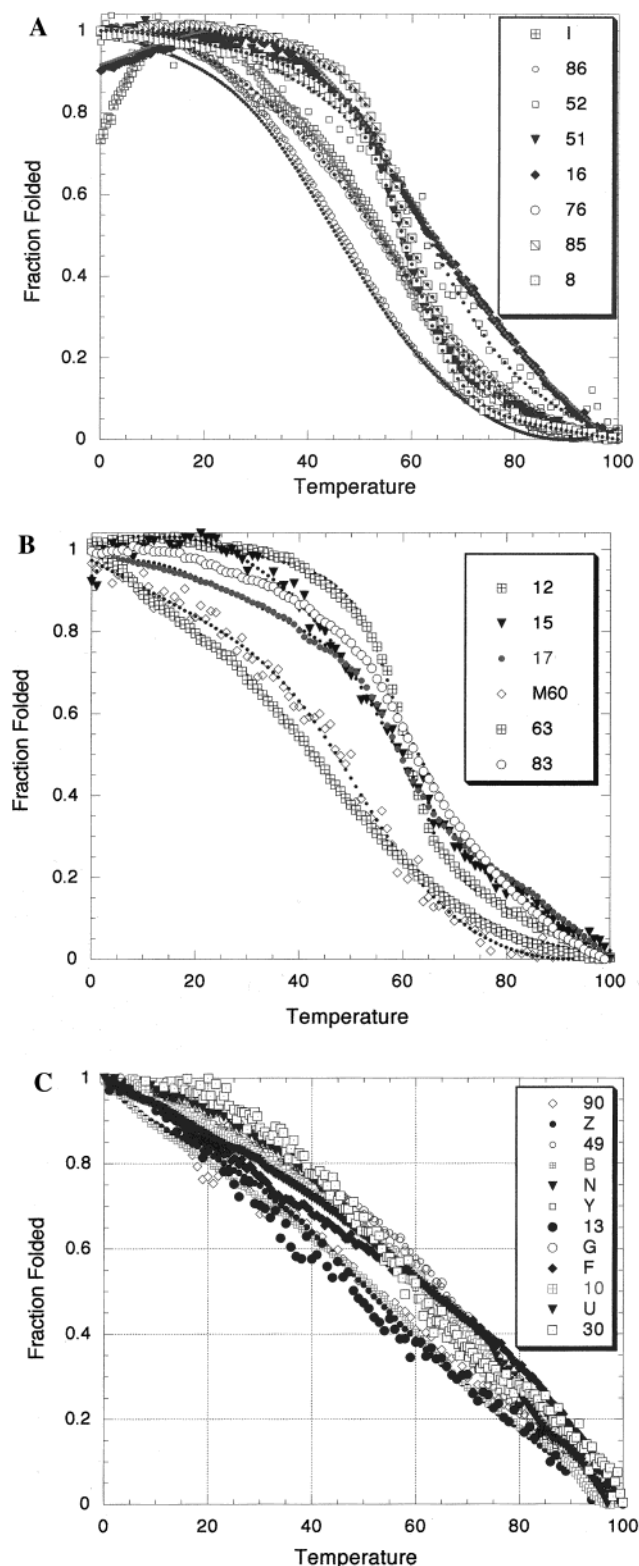 A
Fraction Folded
1
0.8
0.6
0.4
0.2
0
0 20 40 60 80 100
Temperature
I
86
52
51
16
76
85
8
B
Fraction Folded
1
0.8
0.6
0.4
0.2
0
0 20 40 60 80 100
Temperature
12
15
17
M60
63
83
C
Fraction Folded
1
0.8
0.6
0.4
0.2
0
0 20 40 60 80 100
Temperature
90
Z
49
B
N
Y
13
G
F
10
U
30